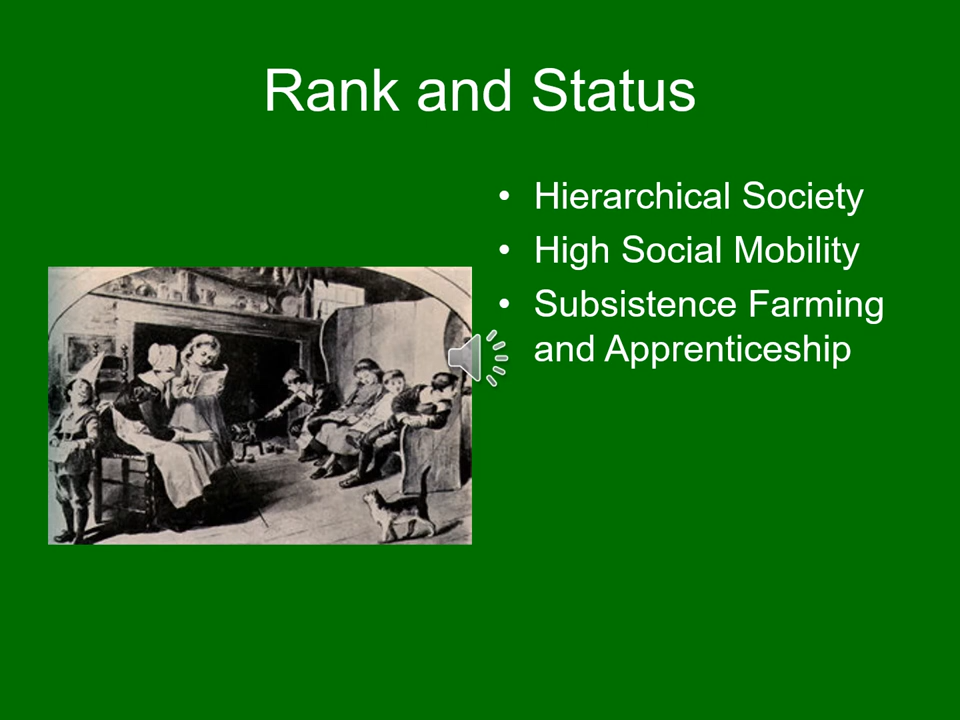 Rank and Status
• Hierarchical Society
• High Social Mobility
• Subsistence Farming
and Apprenticeship